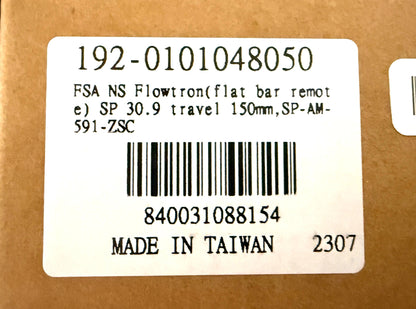 192-0101048050
FSA NS Flowtron(flat bar remot
e) SP 30.9 travel 150mm,SP-AM-
591-ZSC
840031088154
MADE IN TAIWAN 2307